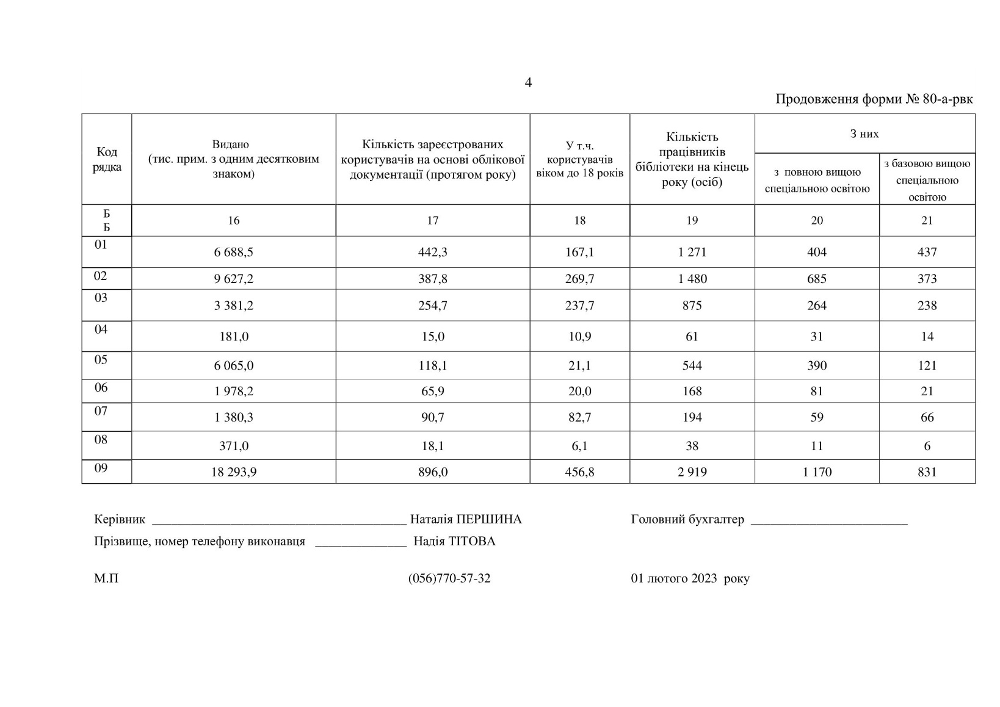 4
Продовження форми № 80-а-рвк
Код
рядка
Видано
(тис. прим. з одним десятковим
знаком)
Кількість зареєстрованих
користувачів на основі облікової
документації (протягом року)
У т.ч.
користувачів
віком до 18 років
Кількість
працівників
бібліотеки на кінець
року (осіб)
З них
з повною вищою
спеціальною освітою
з базовою вищою
спеціальною
освітою
Б
Б
16 17 18 19 20 21
01 6 688,5 442,3 167,1 1 271 404 437
02 9 627,2 387,8 269,7 1 480 685 373
03 3 381,2 254,7 237,7 875 264 238
04 181,0 15,0 10,9 61 31 14
05 6 065,0 118,1 21,1 544 390 121
06 1 978,2 65,9 20,0 168 81 21
07 1 380,3 90,7 82,7 194 59 66
08 371,0 18,1 6,1 38 11 6
09 18 293,9 896,0 456,8 2 919 1 170 831
Керівник _______________________________________ Наталія ПЕРШИНА Головний бухгалтер ________________________
Прізвище, номер телефону виконавця ______________ Надія ТІТОВА
М.П (056)770-57-32 01 лютого 2023 року